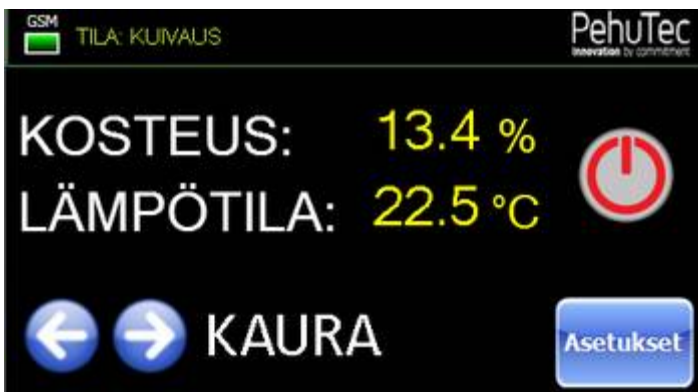 GSM
TILA: KUIVAUS
PehuTec
innovation by commitment
KOSTEUS: 13.4 %
LÄMPÖTILA: 22.5 °C
KAURA
Asetukset